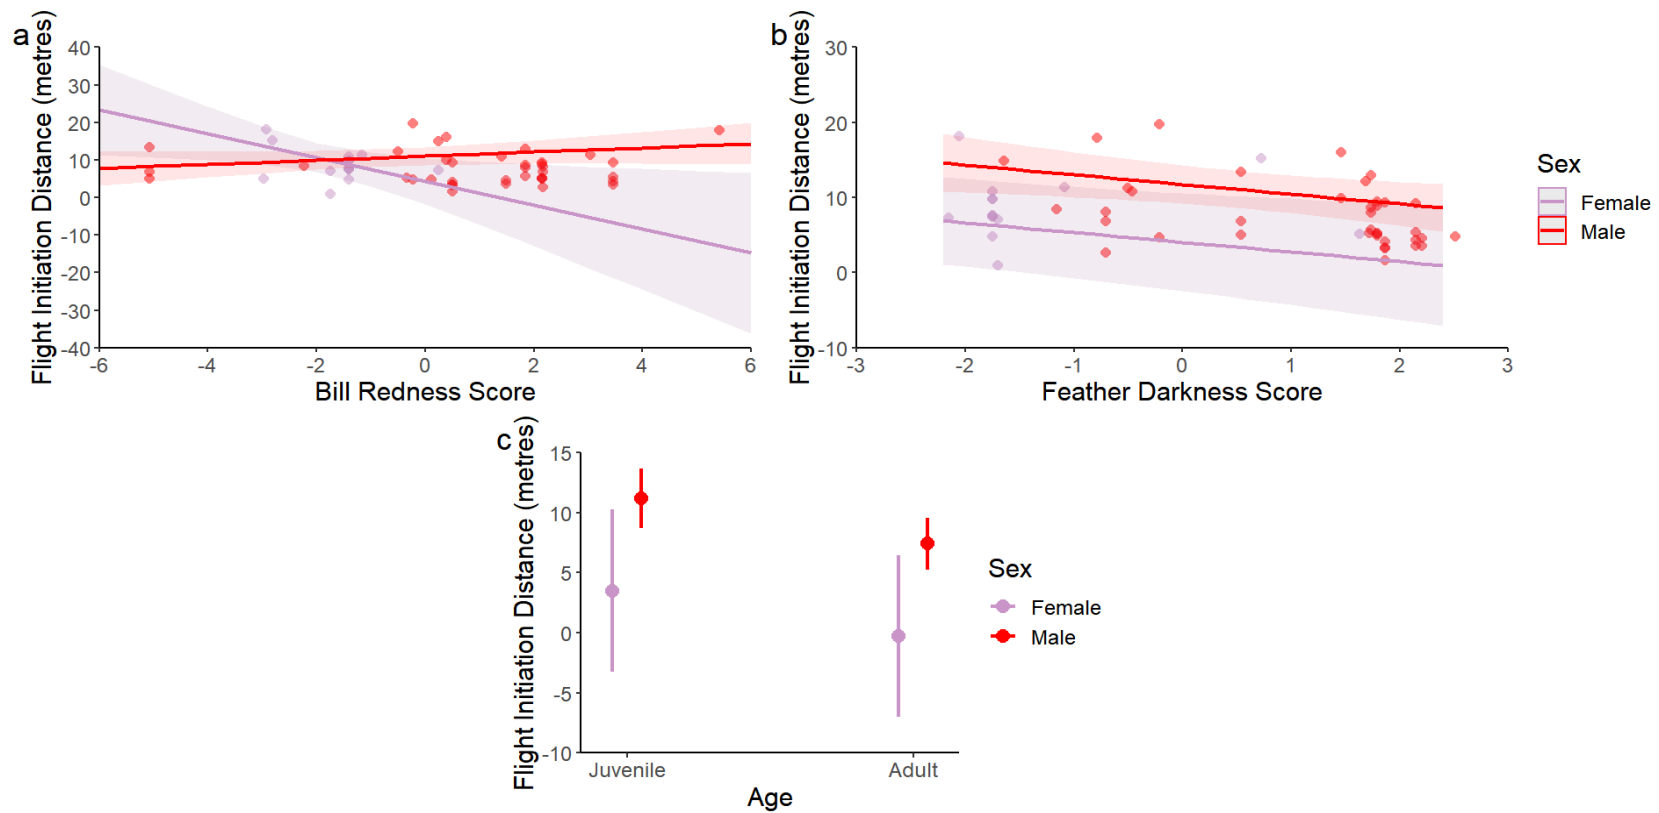 a
Flight Initiation Distance (metres)
40
30
20
10
0
-10
-20
-30
-40
-6
-4
-2
0
2
4
6
Bill Redness Score
b
Flight Initiation Distance (metres)
30
20
10
0
-10
-3
-2
-1
0
1
2
3
Feather Darkness Score
Sex
Female
Male
c
Flight Initiation Distance (metres)
15
10
5
0
-5
-10
Juvenile
Adult
Age
Sex
Female
Male